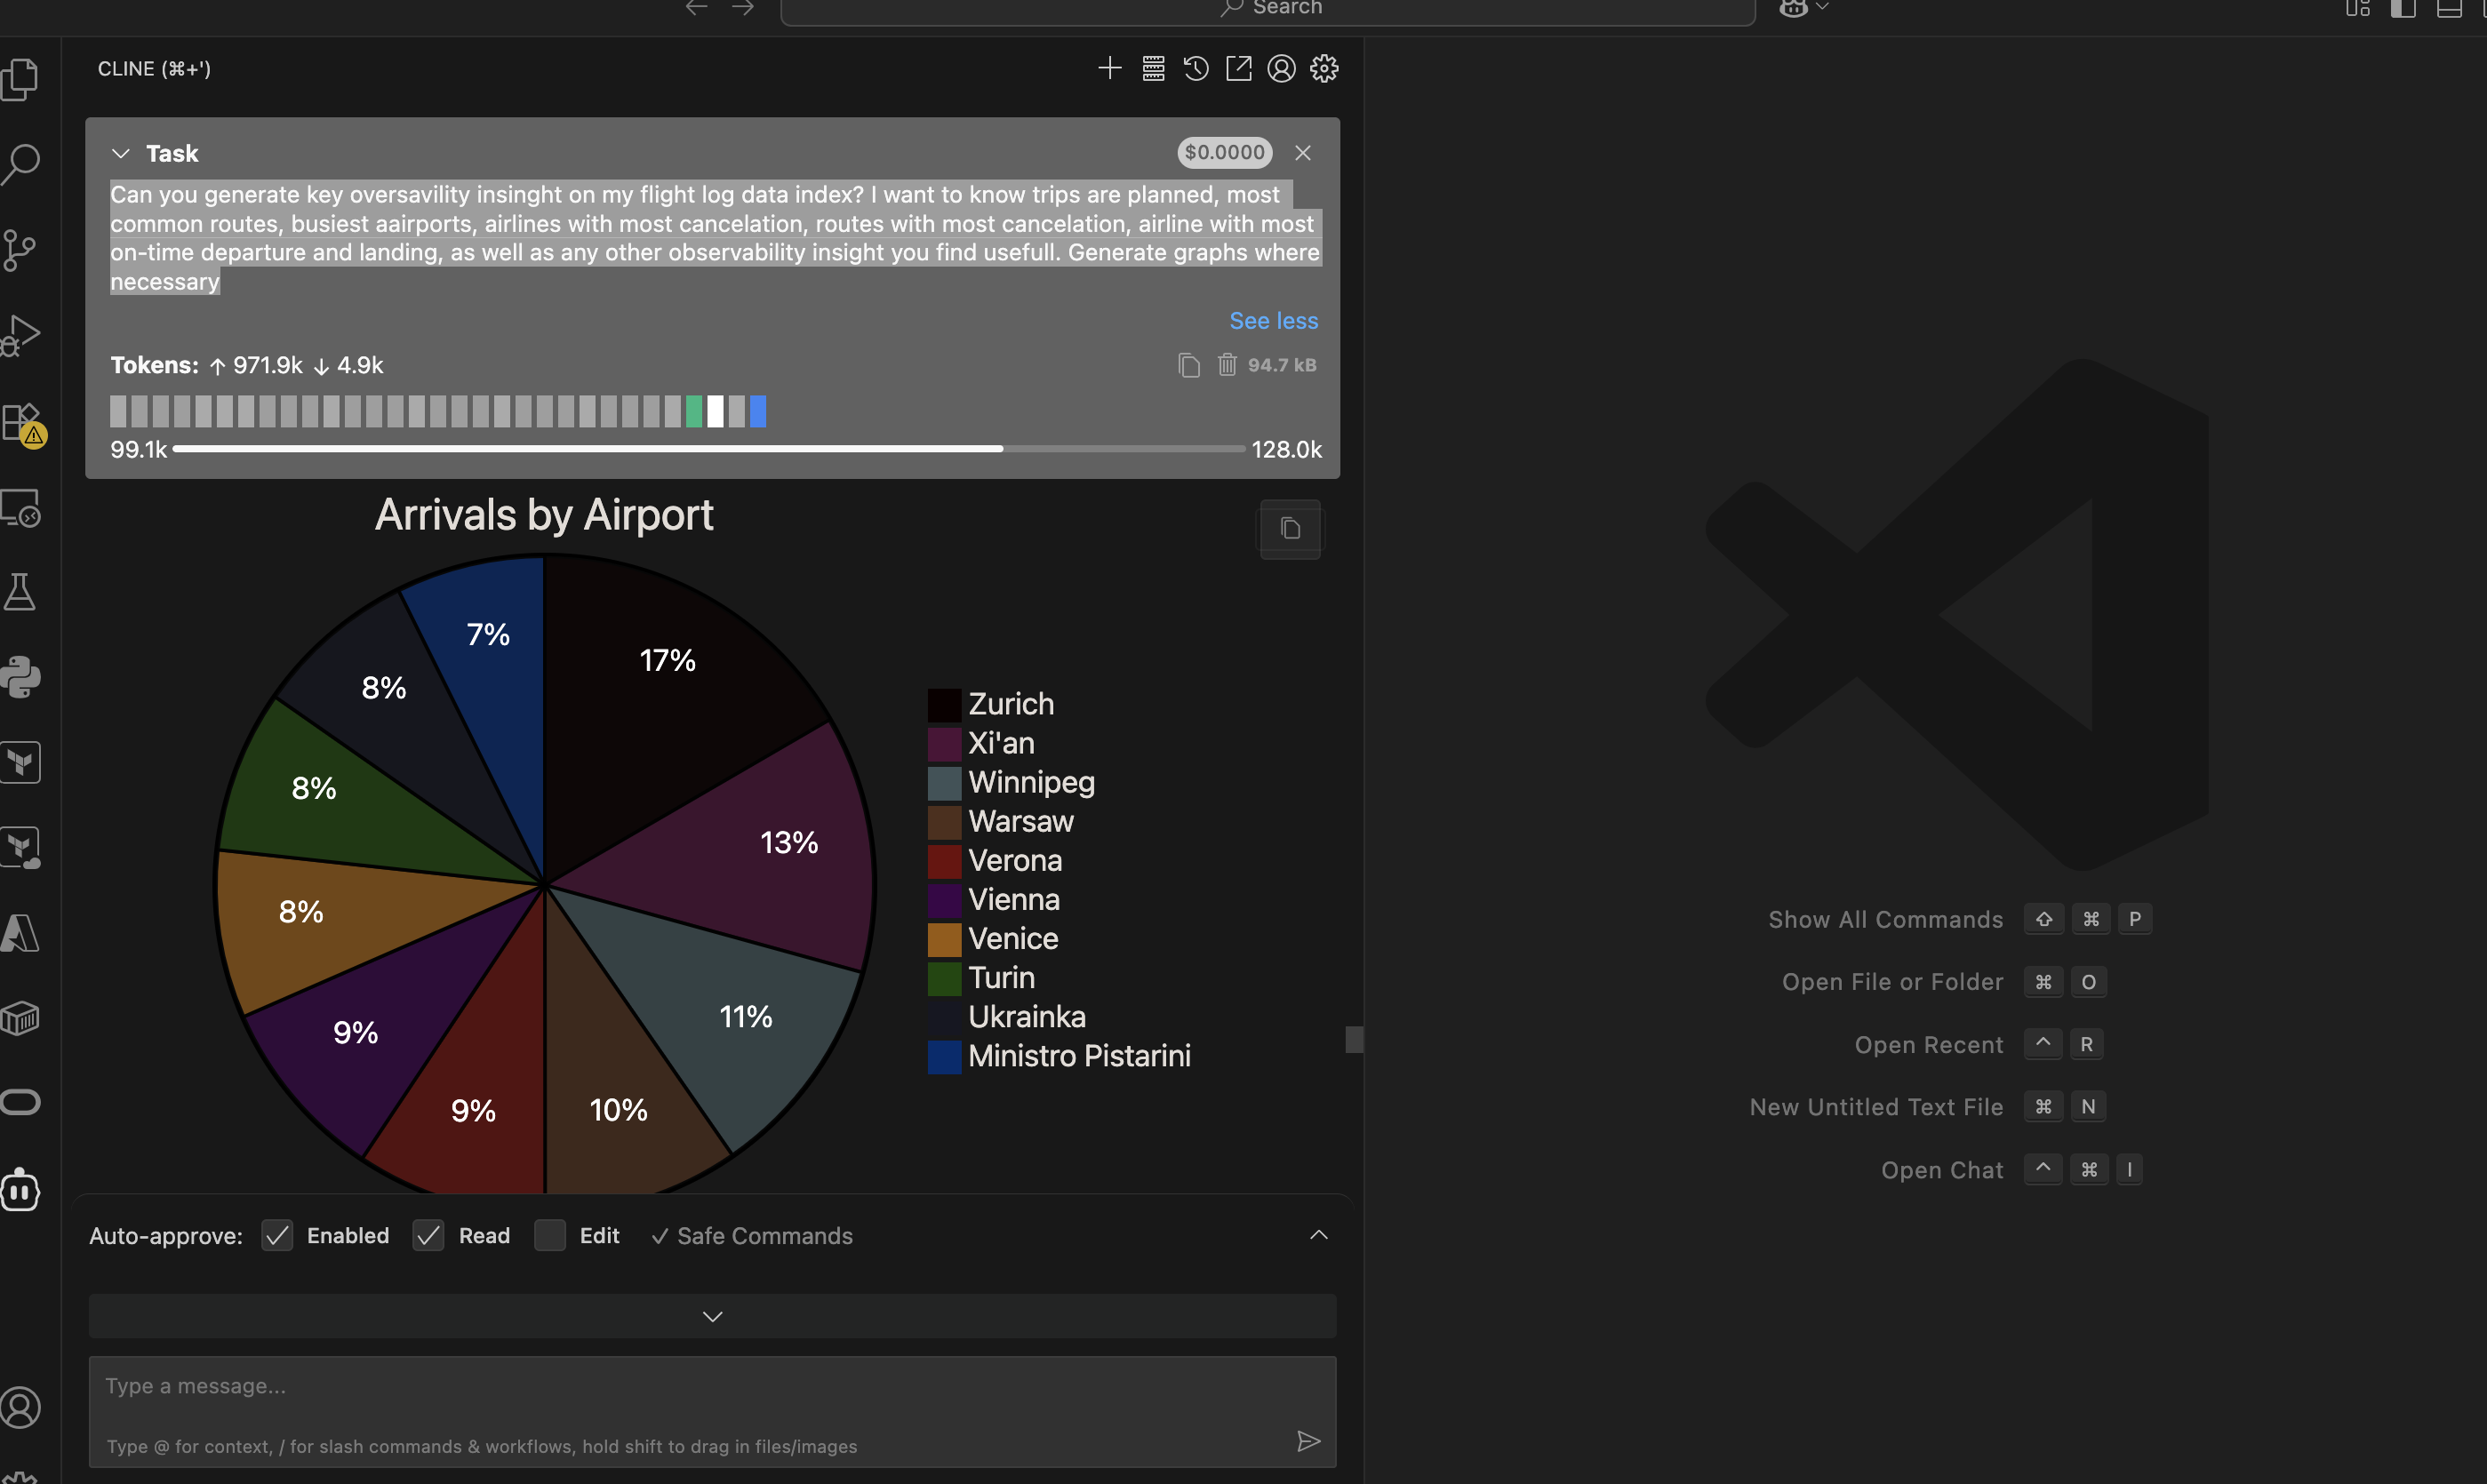 Search
CLINE (⌘+')
Task
$0.0000
Can you generate key oversavility insinght on my flight log data index? I want to know trips are planned, most
common routes, busiest aairports, airlines with most cancelation, routes with most cancelation, airline with most
on-time departure and landing, as well as any other observability insight you find usefull. Generate graphs where
necessary
See less
Tokens: ↑ 971.9k ↓ 4.9k
94.7 kB
99.1k
128.0k
Arrivals by Airport
7%
17%
8%
13%
8%
8%
11%
9%
9%
10%
Zurich
Xi'an
Winnipeg
Warsaw
Verona
Vienna
Venice
Turin
Ukrainka
Ministro Pistarini
Auto-approve: Enabled Read Edit ✓ Safe Commands
Type a message...
Type @ for context, / for slash commands & workflows, hold shift to drag in files/images
Show All Commands ⇧ ⌘ P
Open File or Folder ⌘ O
Open Recent ^ R
New Untitled Text File ⌘ N
Open Chat ^ ⌘ I